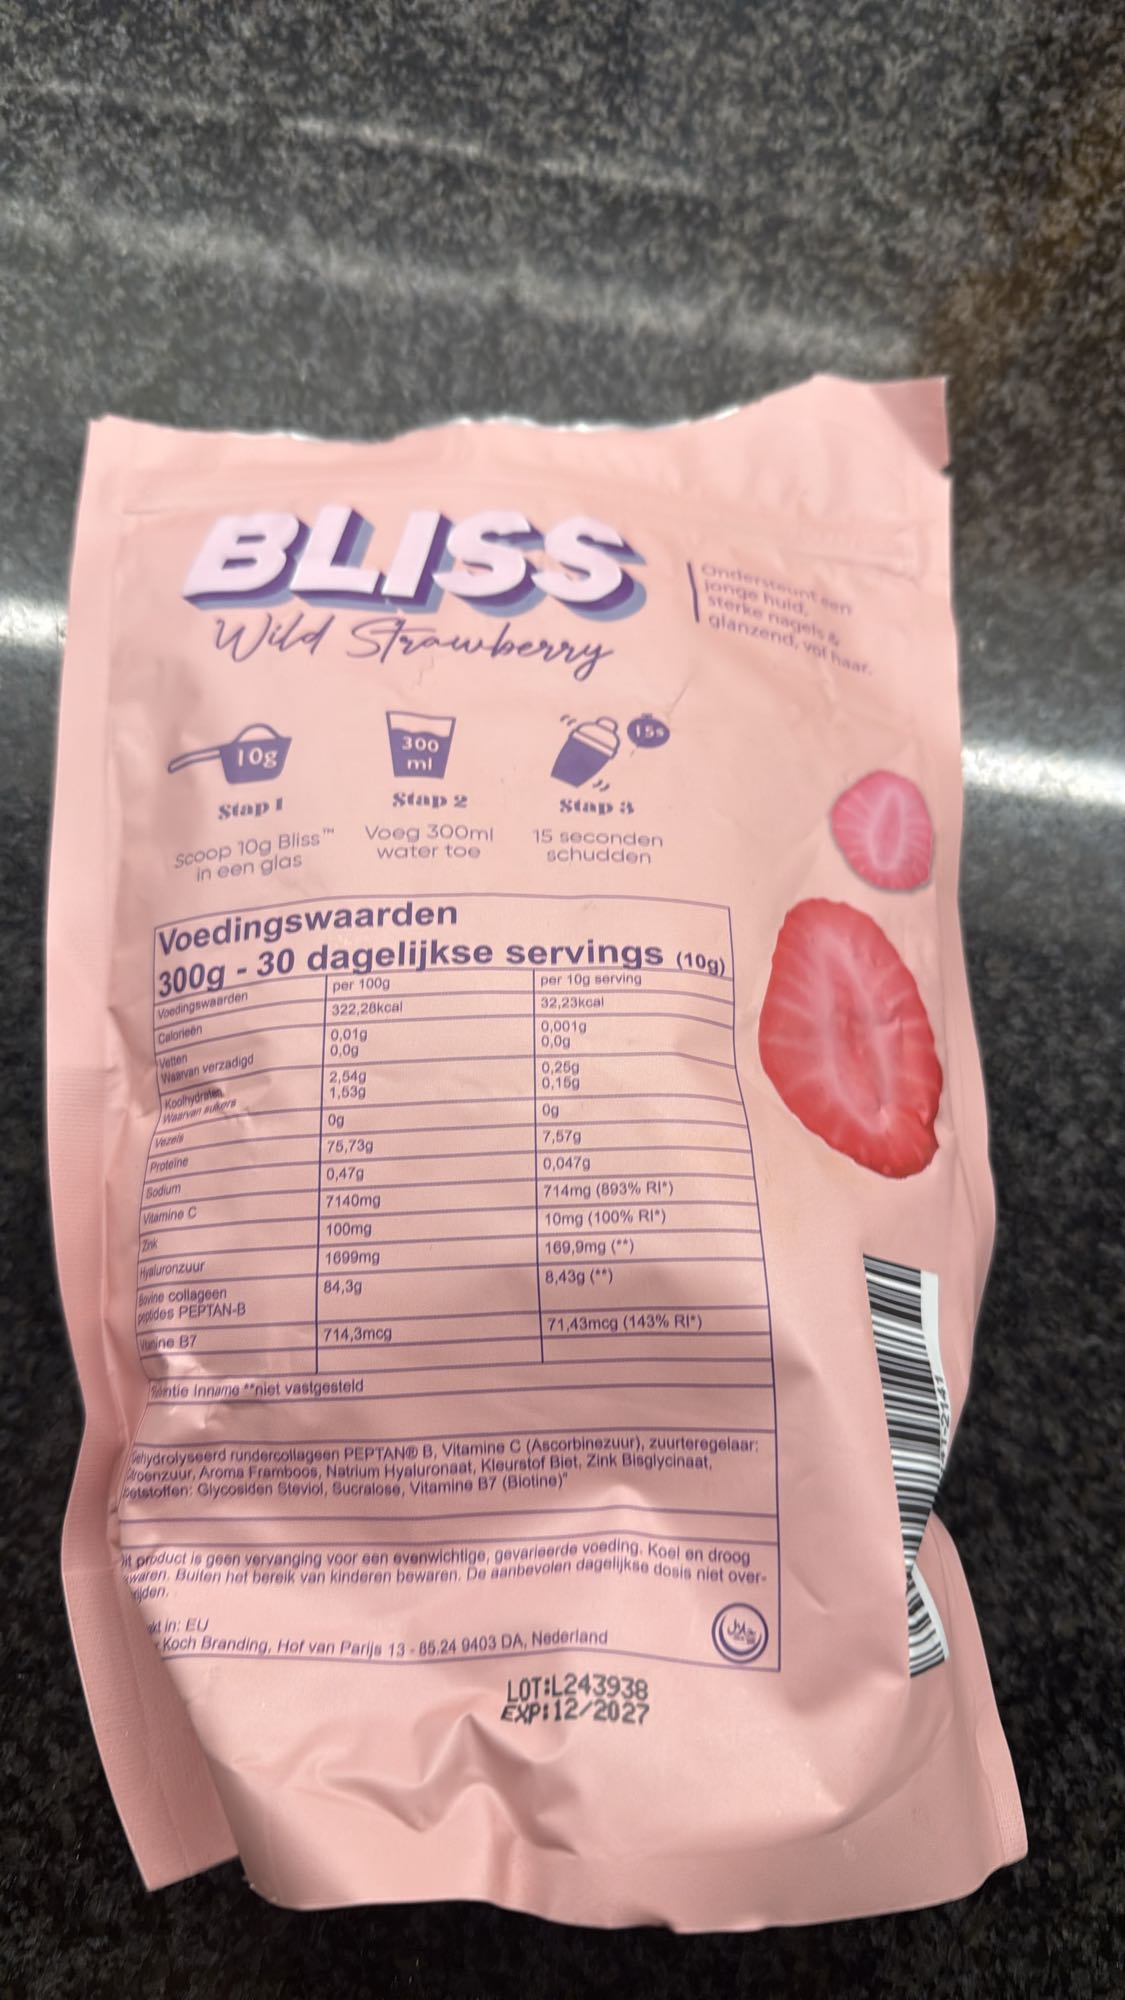 BLISS
Wild Strawberry
Ondersteunt een
jonge huid,
sterke nagels &
glanzend, vol haar.
10g
300
ml
15s
Stap 1
Stap 2
Stap 3
Scoop 10g Bliss™
in een glas
Voeg 300ml
water toe
15 seconden
schudden
Voedingswaarden
300g - 30 dagelijkse servings (10g)
Voedingswaarden per 100g per 10g serving
Calorieën 322,28kcal 32,23kcal
Vetten 0,01g 0,001g
Waarvan verzadigd 0,0g 0,0g
Koolhydraten 2,54g 0,25g
Waarvan suikers 1,53g 0,15g
Vezels 0g 0g
Proteïne 75,73g 7,57g
Sodium 0,47g 0,047g
Vitamine C 7140mg 714mg (893% RI*)
Zink 100mg 10mg (100% RI*)
Hyaluronzuur 1699mg 169,9mg (**)
Bovine collageen 84,3g 8,43g (**)
peptides PEPTAN-B
B7 714,3mcg 71,43mcg (143% RI*)
Inname **niet vastgesteld
rundercollageen PEPTAN® B, Vitamine C (Ascorbinezuur), zuurteregelaar:
Aroma Framboos, Natrium Hyaluronaat, Kleurstof Biet, Zink Bisglycinaat,
Glycosiden Steviol, Sucralose, Vitamine B7 (Biotine)"
product is geen vervanging voor een evenwichtige, gevarieerde voeding. Koel en droog
Buiten het bereik van kinderen bewaren. De aanbevolen dagelijkse dosis niet over-
in: EU
Koch Branding, Hof van Parijs 13 - 85.24 9403 DA, Nederland
LOT:L243938
EXP:12/2027